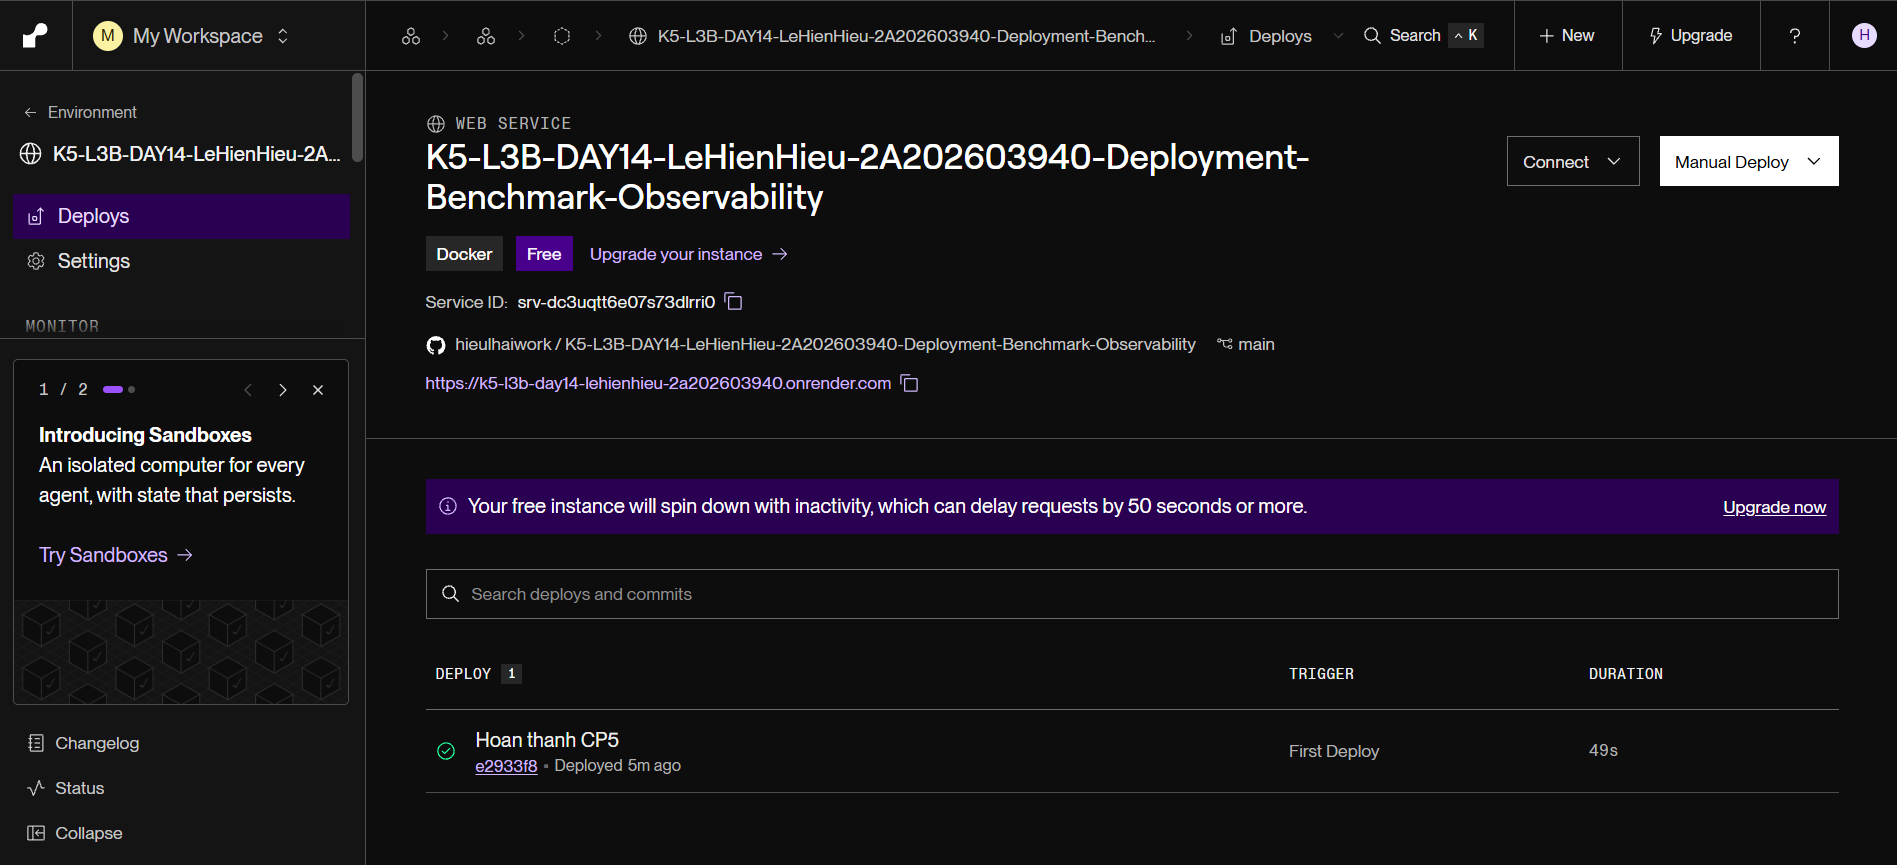 M My Workspace
K5-L3B-DAY14-LeHienHieu-2A202603940-Deployment-Bench...
Deploys
Search
K
New
Upgrade
?
H
Environment
K5-L3B-DAY14-LeHienHieu-2A...
Deploys
Settings
MONITOR
1 / 2
Introducing Sandboxes
An isolated computer for every
agent, with state that persists.
Try Sandboxes
Changelog
Status
Collapse
WEB SERVICE
K5-L3B-DAY14-LeHienHieu-2A202603940-Deployment-
Benchmark-Observability
Connect
Manual Deploy
Docker
Free
Upgrade your instance
Service ID: srv-dc3uqtt6e07s73dlrri0
hieulhaiwork / K5-L3B-DAY14-LeHienHieu-2A202603940-Deployment-Benchmark-Observability
main
https://k5-l3b-day14-lehienhieu-2a202603940.onrender.com
Your free instance will spin down with inactivity, which can delay requests by 50 seconds or more.
Upgrade now
Search deploys and commits
DEPLOY 1
TRIGGER
DURATION
Hoan thanh CP5
e2933f8 • Deployed 5m ago
First Deploy
49s